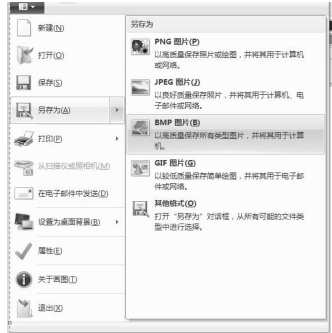 新建(N)
打开(O)
保存(S)
另存为(A)
打印(P)
从扫描仪或照相机(M)
在电子邮件中发送(D)
设置为桌面背景(B)
属性(E)
关于画图(T)
退出(X)
另存为
PNG 图片(P)
以高质量保存照片或绘图，并将其用于计算机
或网络。
JPEG 图片(J)
以良好质量保存照片，并将其用于计算机、电
子邮件或网络。
BMP 图片(B)
以高质量保存所有类型图片，并将其用于计算
机。
GIF 图片(G)
以较低质量保存简单绘图，并将其用于电子邮
件或网络。
其他格式(O)
打开“另存为”对话框，从所有可能的文件类
型中进行选择。